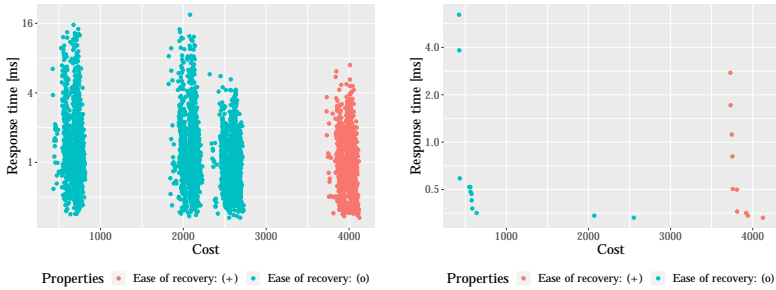 16
4
1
Response time [ms]
1000
2000
3000
4000
Cost
Properties Ease of recovery: (+) Ease of recovery: (o)
4.0
2.0
1.0
0.5
Response time [ms]
1000
2000
3000
4000
Cost
Properties Ease of recovery: (+) Ease of recovery: (o)